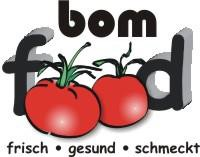 bom
food
frisch • gesund • schmeckt